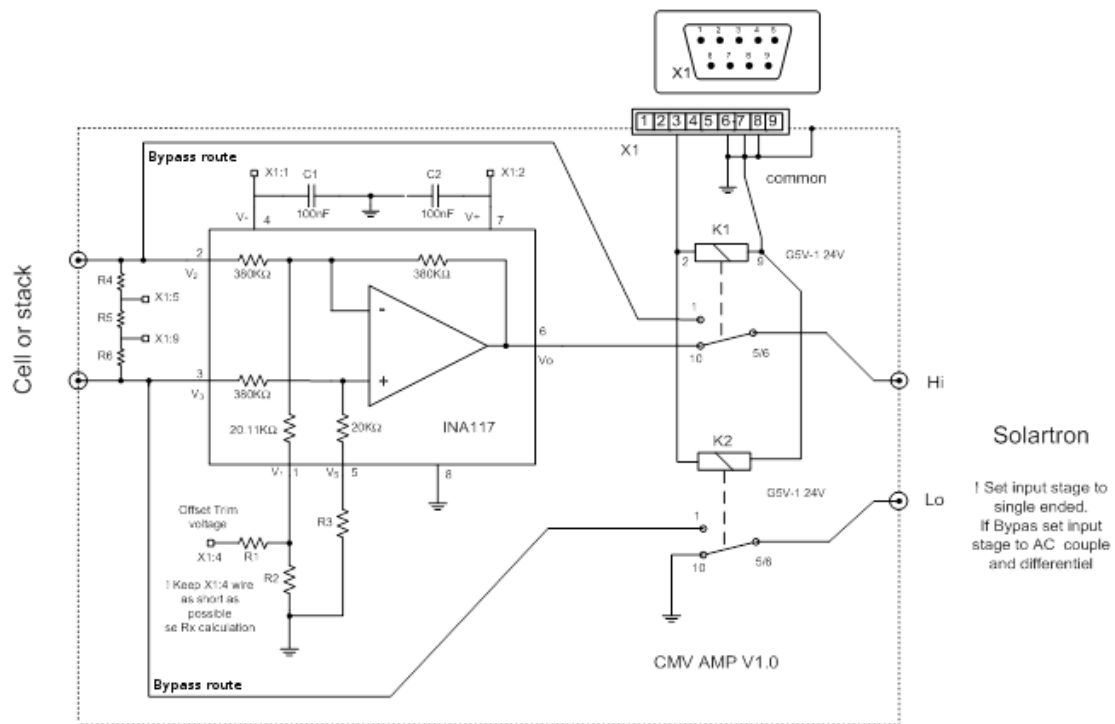 1 2 3 4 5
6 7 8 9
X1
1 2 3 4 5 6 7 8 9
X1
common
Bypass route
X1:1
C1
100nF
C2
100nF
X1:2
V-
4
V+
7
K1
2
9
G5V-1 24V
2
V2
380KΩ
380KΩ
R4
X1:5
R5
X1:9
R6
Cell or stack
-
+
6
Vo
1
10
5/6
Hi
3
V3
380KΩ
20.11KΩ
20KΩ
INA117
V1
1
V5
5
8
K2
G5V-1 24V
Solartron
Lo
! Set input stage to
single ended.
If Bypas set input
stage to AC couple
and differentiel
1
10
5/6
Offset Trim
voltage
X1:4
R1
R2
R3
! Keep X1:4 wire
as short as
possible
se Rx calculation
Bypass route
CMV AMP V1.0